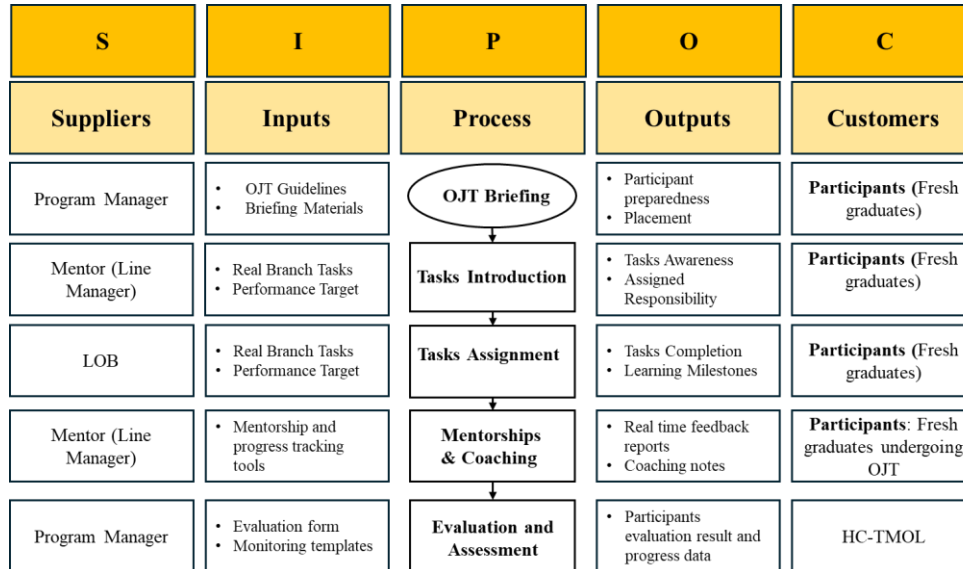 S
I
P
O
C
Suppliers
Inputs
Process
Outputs
Customers
Program Manager
• OJT Guidelines
• Briefing Materials
OJT Briefing
• Participant
preparedness
• Placement
Participants (Fresh
graduates)
Mentor (Line
Manager)
• Real Branch Tasks
• Performance Target
Tasks Introduction
• Tasks Awareness
• Assigned
Responsibility
Participants (Fresh
graduates)
LOB
• Real Branch Tasks
• Performance Target
Tasks Assignment
• Tasks Completion
• Learning Milestones
Participants (Fresh
graduates)
Mentor (Line
Manager)
• Mentorship and
progress tracking
tools
Mentorships
& Coaching
• Real time feedback
reports
• Coaching notes
Participants: Fresh
graduates undergoing
OJT
Program Manager
• Evaluation form
• Monitoring templates
Evaluation and
Assessment
• Participants
evaluation result and
progress data
HC-TMOL